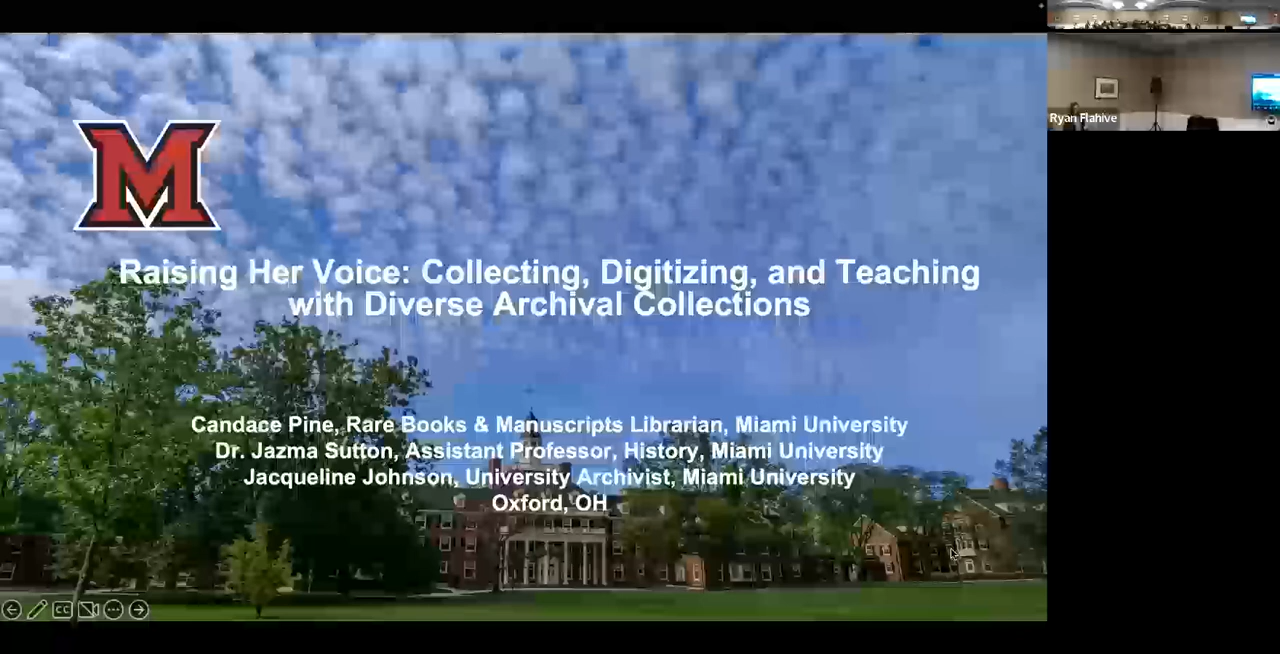 M
Raising Her Voice: Collecting, Digitizing, and Teaching
with Diverse Archival Collections
Candace Pine, Rare Books & Manuscripts Librarian, Miami University
Dr. Jazma Sutton, Assistant Professor, History, Miami University
Jacqueline Johnson, University Archivist, Miami University
Oxford, OH
CC
Ryan Flahive